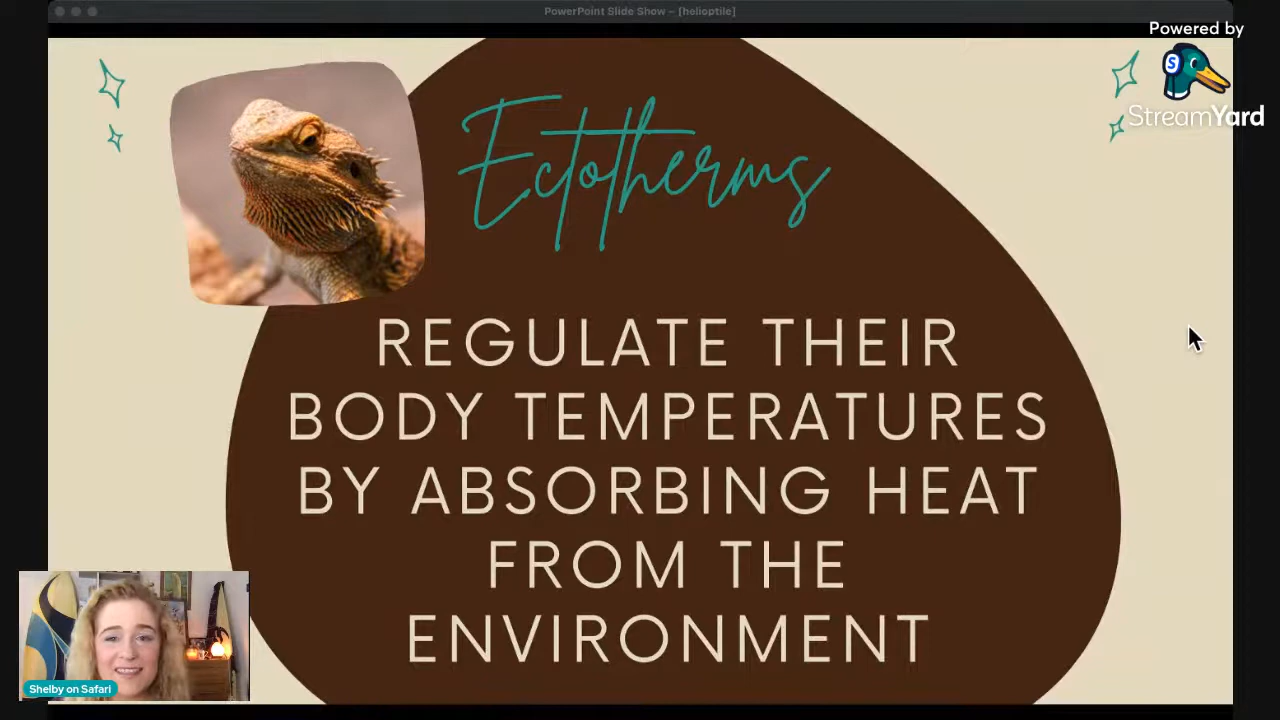 PowerPoint Slide Show – [helioptile]
Powered by
S
StreamYard
Ectotherms
REGULATE THEIR
BODY TEMPERATURES
BY ABSORBING HEAT
FROM THE
ENVIRONMENT
Shelby on Safari